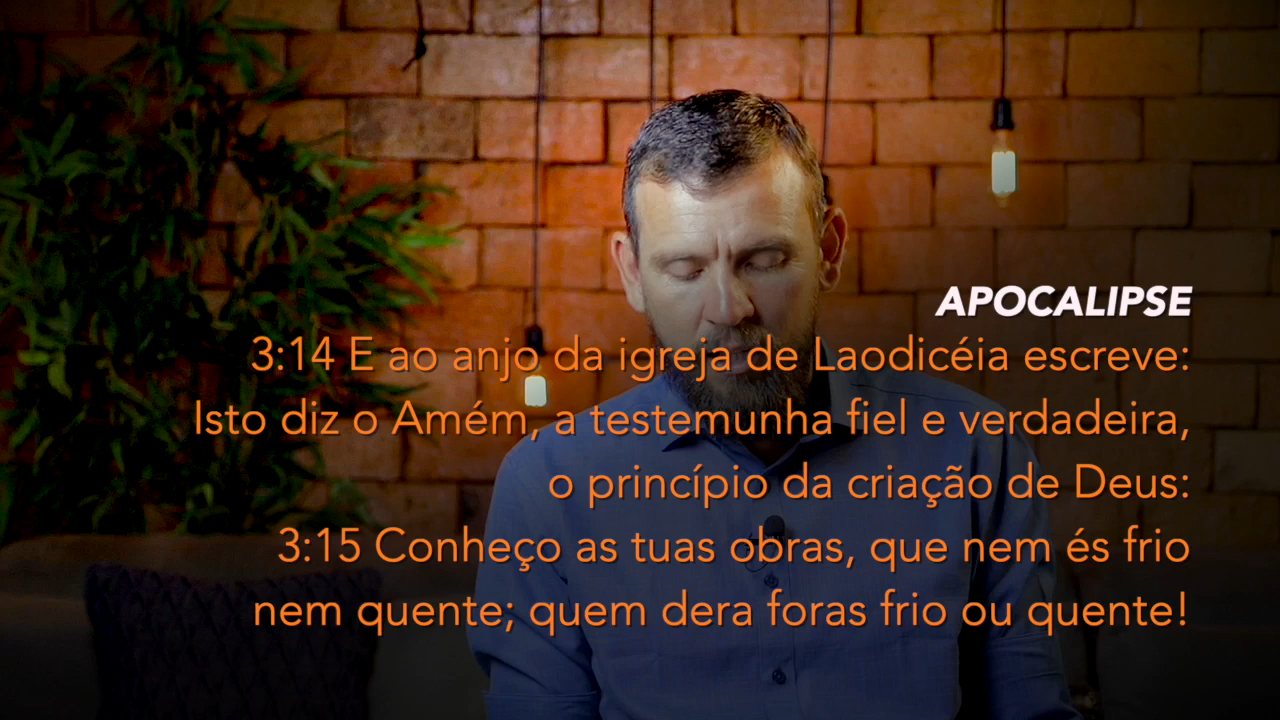 APOCALIPSE
3:14 E ao anjo da igreja de Laodicéia escreve:
Isto diz o Amém, a testemunha fiel e verdadeira,
o princípio da criação de Deus:
3:15 Conheço as tuas obras, que nem és frio
nem quente; quem dera foras frio ou quente!